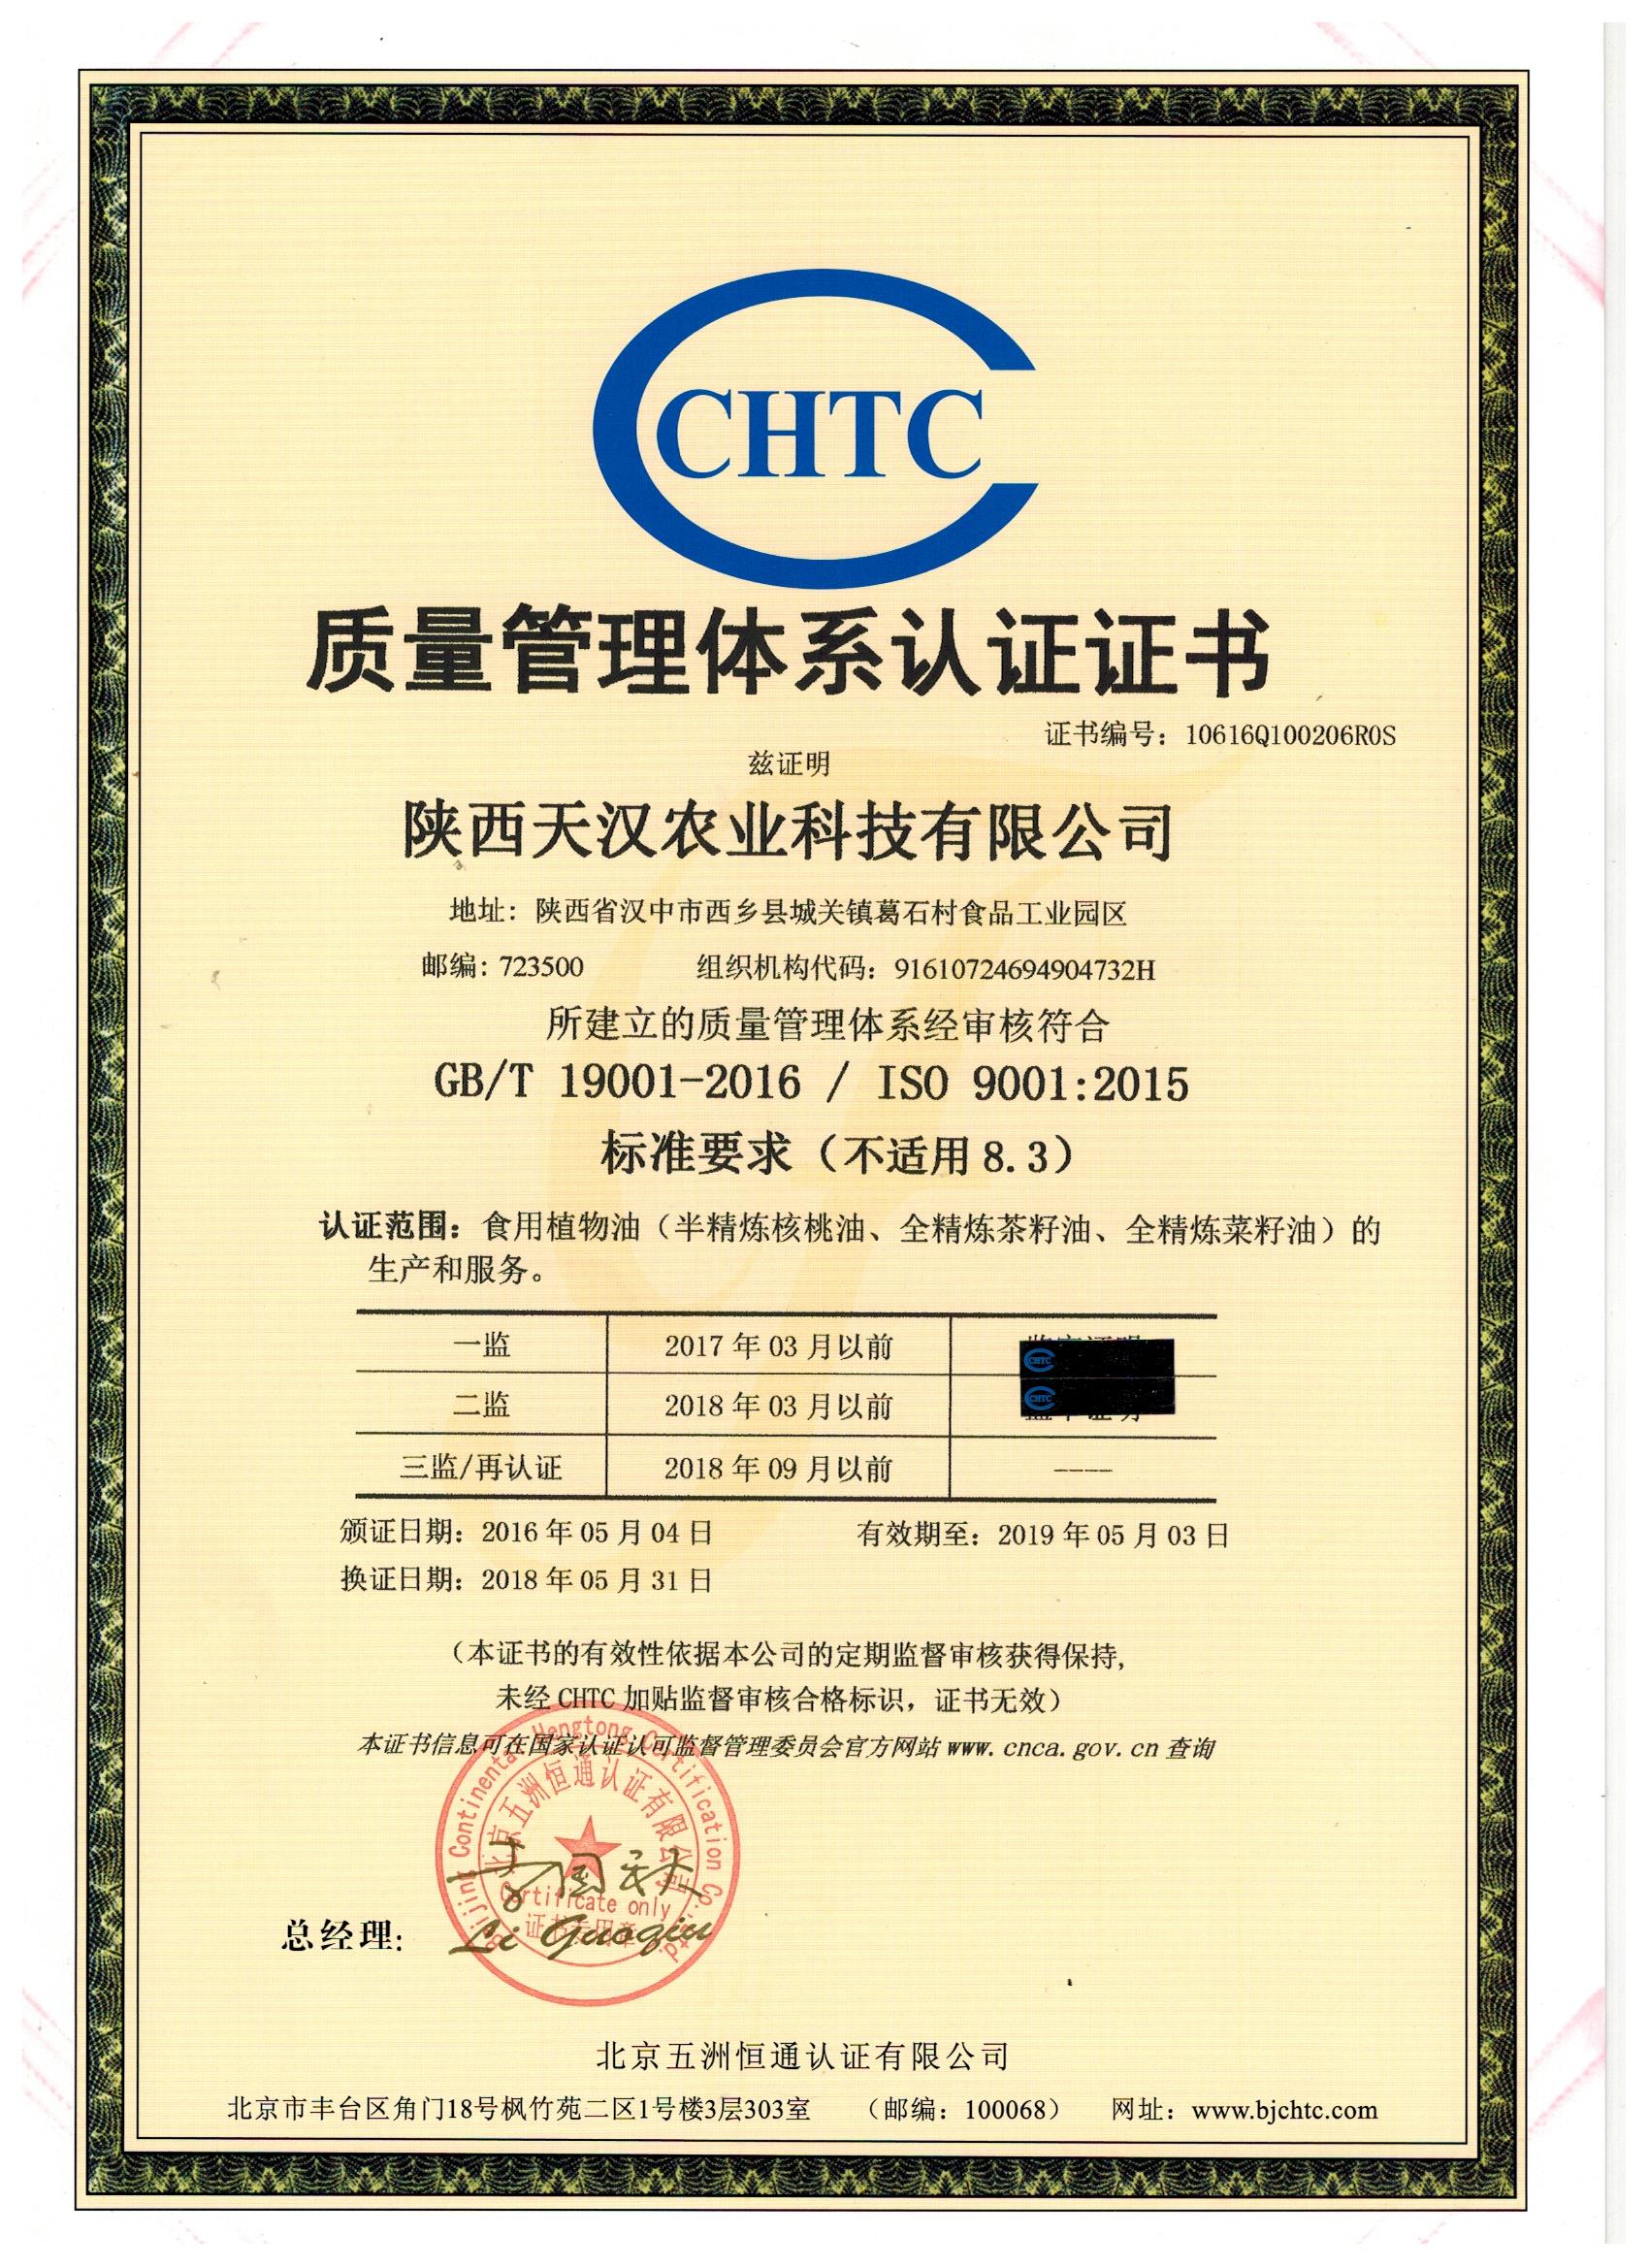 CHTC
质量管理体系认证证书
证书编号：10616Q100206R0S
兹证明
陕西天汉农业科技有限公司
地址：陕西省汉中市西乡县城关镇葛石村食品工业园区
邮编：723500 组织机构代码：91610724694904732H
所建立的质量管理体系经审核符合
GB/T 19001-2016 / ISO 9001:2015
标准要求（不适用8.3）
认证范围：食用植物油（半精炼核桃油、全精炼茶籽油、全精炼菜籽油）的
生产和服务。
一监 2017 年 03 月以前 CHTC
二监 2018 年 03 月以前 CHTC
三监/再认证 2018 年 09 月以前 ----
颁证日期：2016 年 05 月 04 日 有效期至：2019 年 05 月 03 日
换证日期：2018 年 05 月 31 日
（本证书的有效性依据本公司的定期监督审核获得保持,
未经 CHTC 加贴监督审核合格标识，证书无效）
本证书信息可在国家认证认可监督管理委员会官方网站 www.cnca.gov.cn 查询
Beijing Continental Hengtong Certification Co., Ltd.
北京五洲恒通认证有限公司
Certificate only
证书专用章
Li Guoqiu
总经理:
北京五洲恒通认证有限公司
北京市丰台区角门18号枫竹苑二区1号楼3层303室 （邮编：100068） 网址：www.bjchtc.com